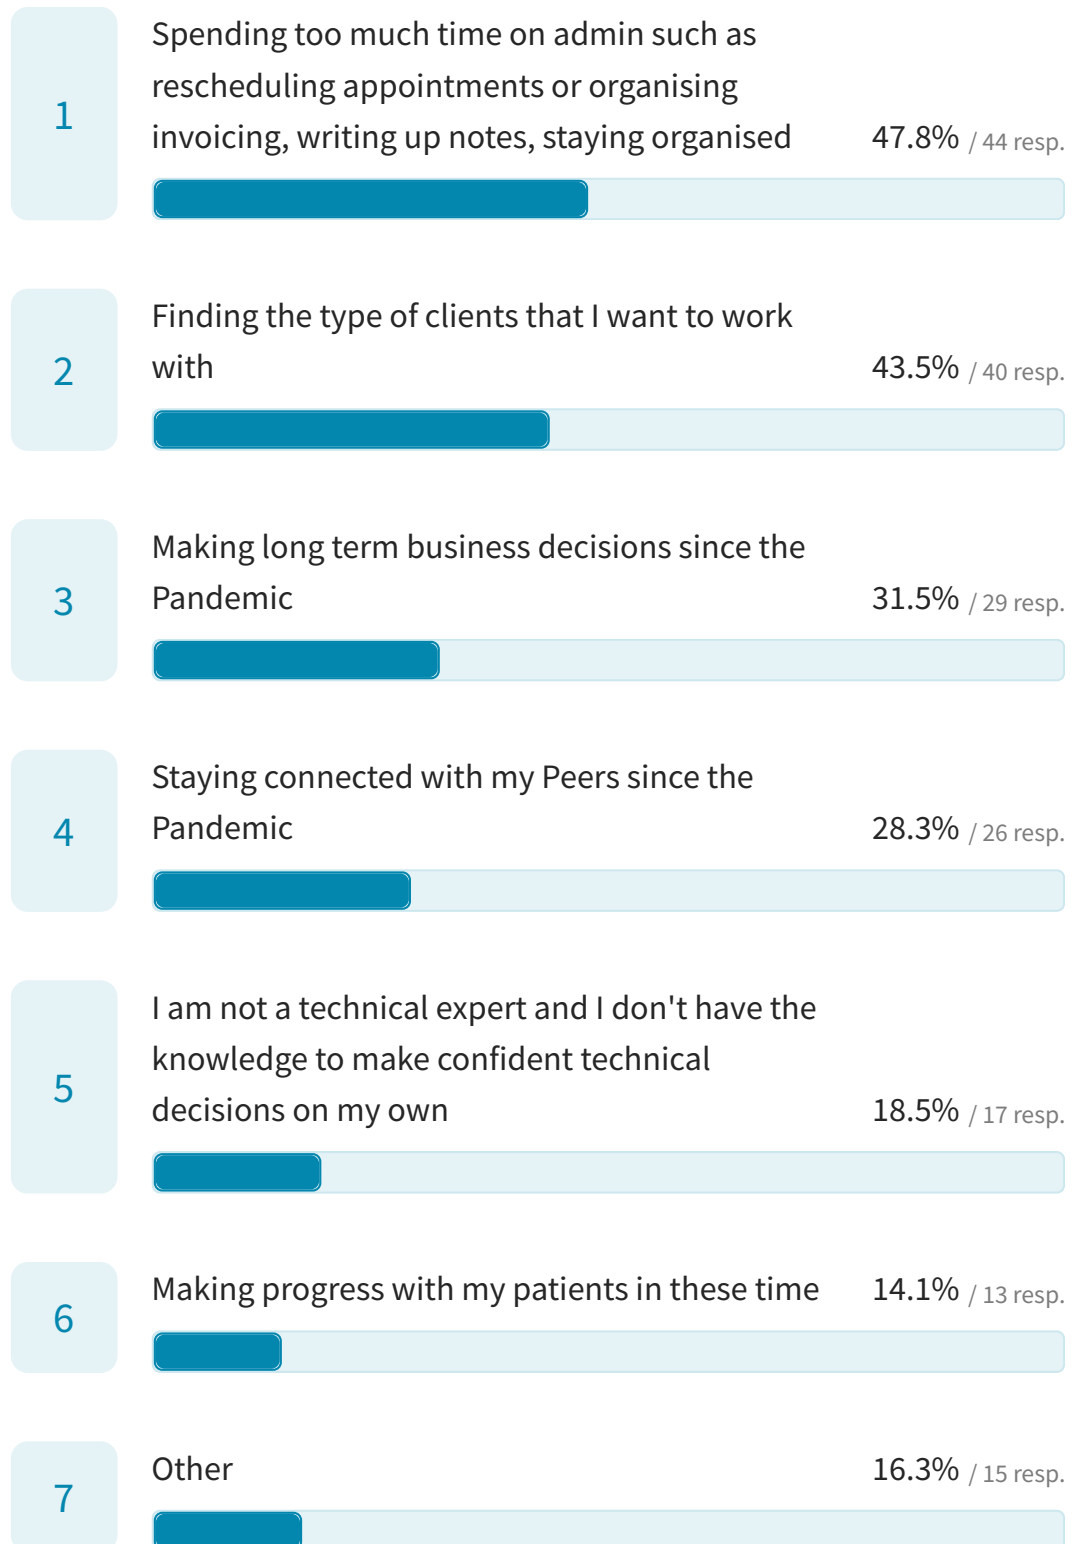 1
Spending too much time on admin such as
rescheduling appointments or organising
invoicing, writing up notes, staying organised 47.8% / 44 resp.
2
Finding the type of clients that I want to work
with 43.5% / 40 resp.
3
Making long term business decisions since the
Pandemic 31.5% / 29 resp.
4
Staying connected with my Peers since the
Pandemic 28.3% / 26 resp.
5
I am not a technical expert and I don't have the
knowledge to make confident technical
decisions on my own 18.5% / 17 resp.
6
Making progress with my patients in these time 14.1% / 13 resp.
7
Other 16.3% / 15 resp.